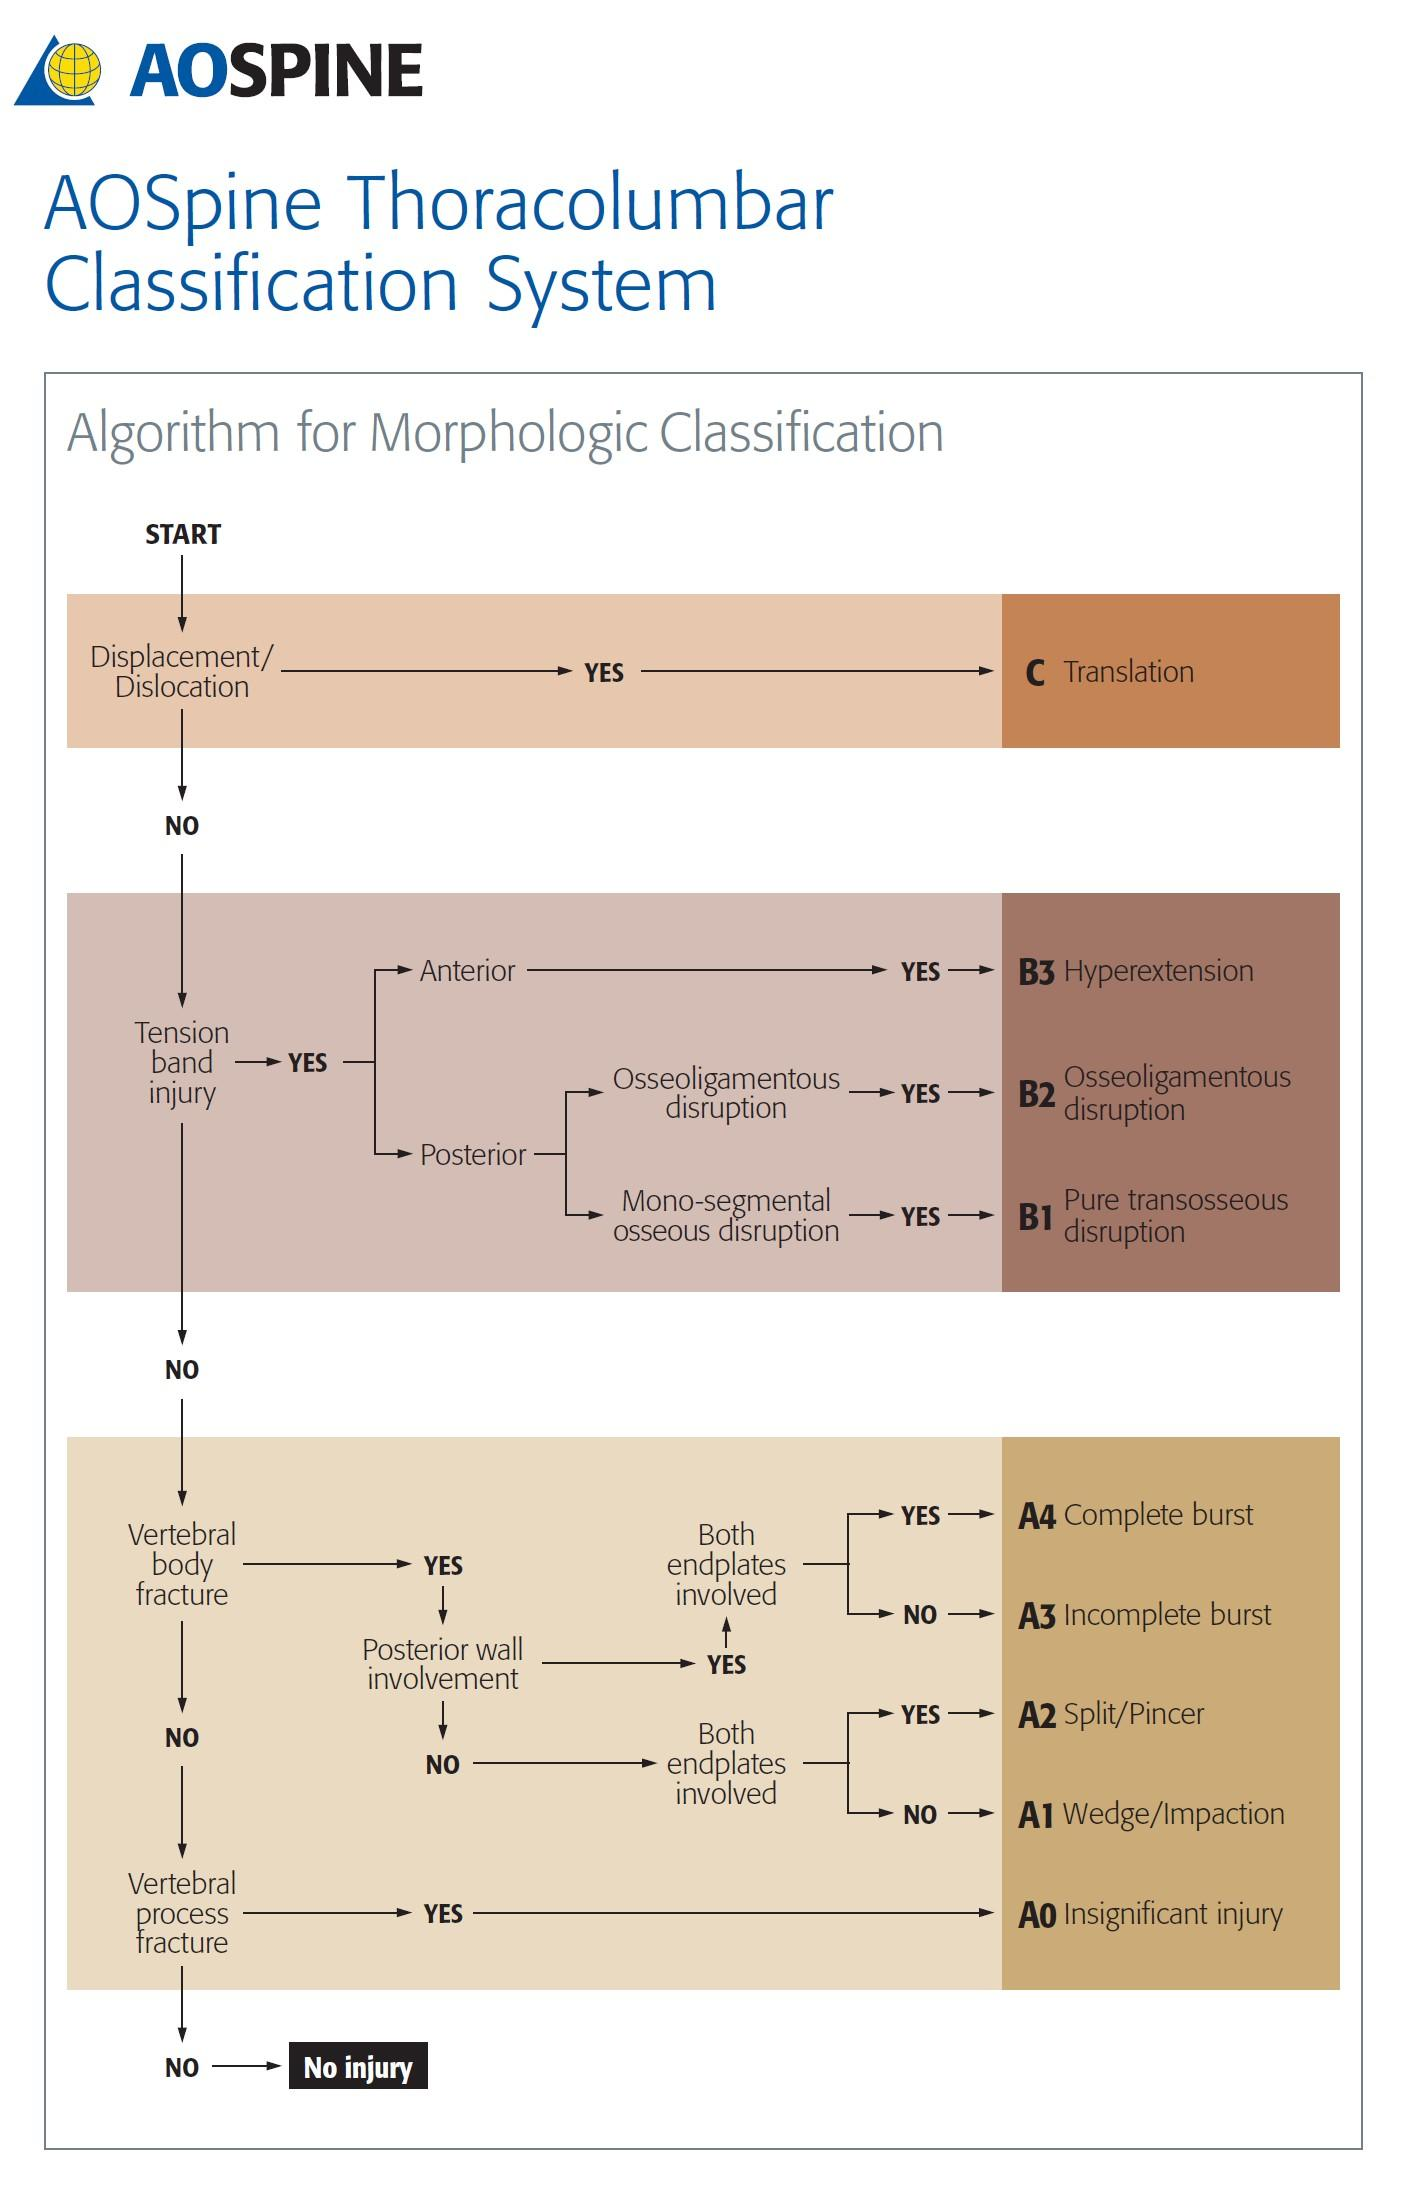 AOSPINE
AOSpine Thoracolumbar
Classification System
Algorithm for Morphologic Classification
START
Displacement/
Dislocation
YES
C Translation
NO
Tension
band
injury
YES
Anterior
YES
B3 Hyperextension
Posterior
Osseoligamentous
disruption
YES
B2 Osseoligamentous
disruption
Mono-segmental
osseous disruption
YES
B1 Pure transosseous
disruption
NO
Vertebral
body
fracture
YES
Posterior wall
involvement
YES
Both
endplates
involved
YES
A4 Complete burst
NO
A3 Incomplete burst
NO
Both
endplates
involved
YES
A2 Split/Pincer
NO
A1 Wedge/Impaction
NO
Vertebral
process
fracture
YES
A0 Insignificant injury
NO
No injury